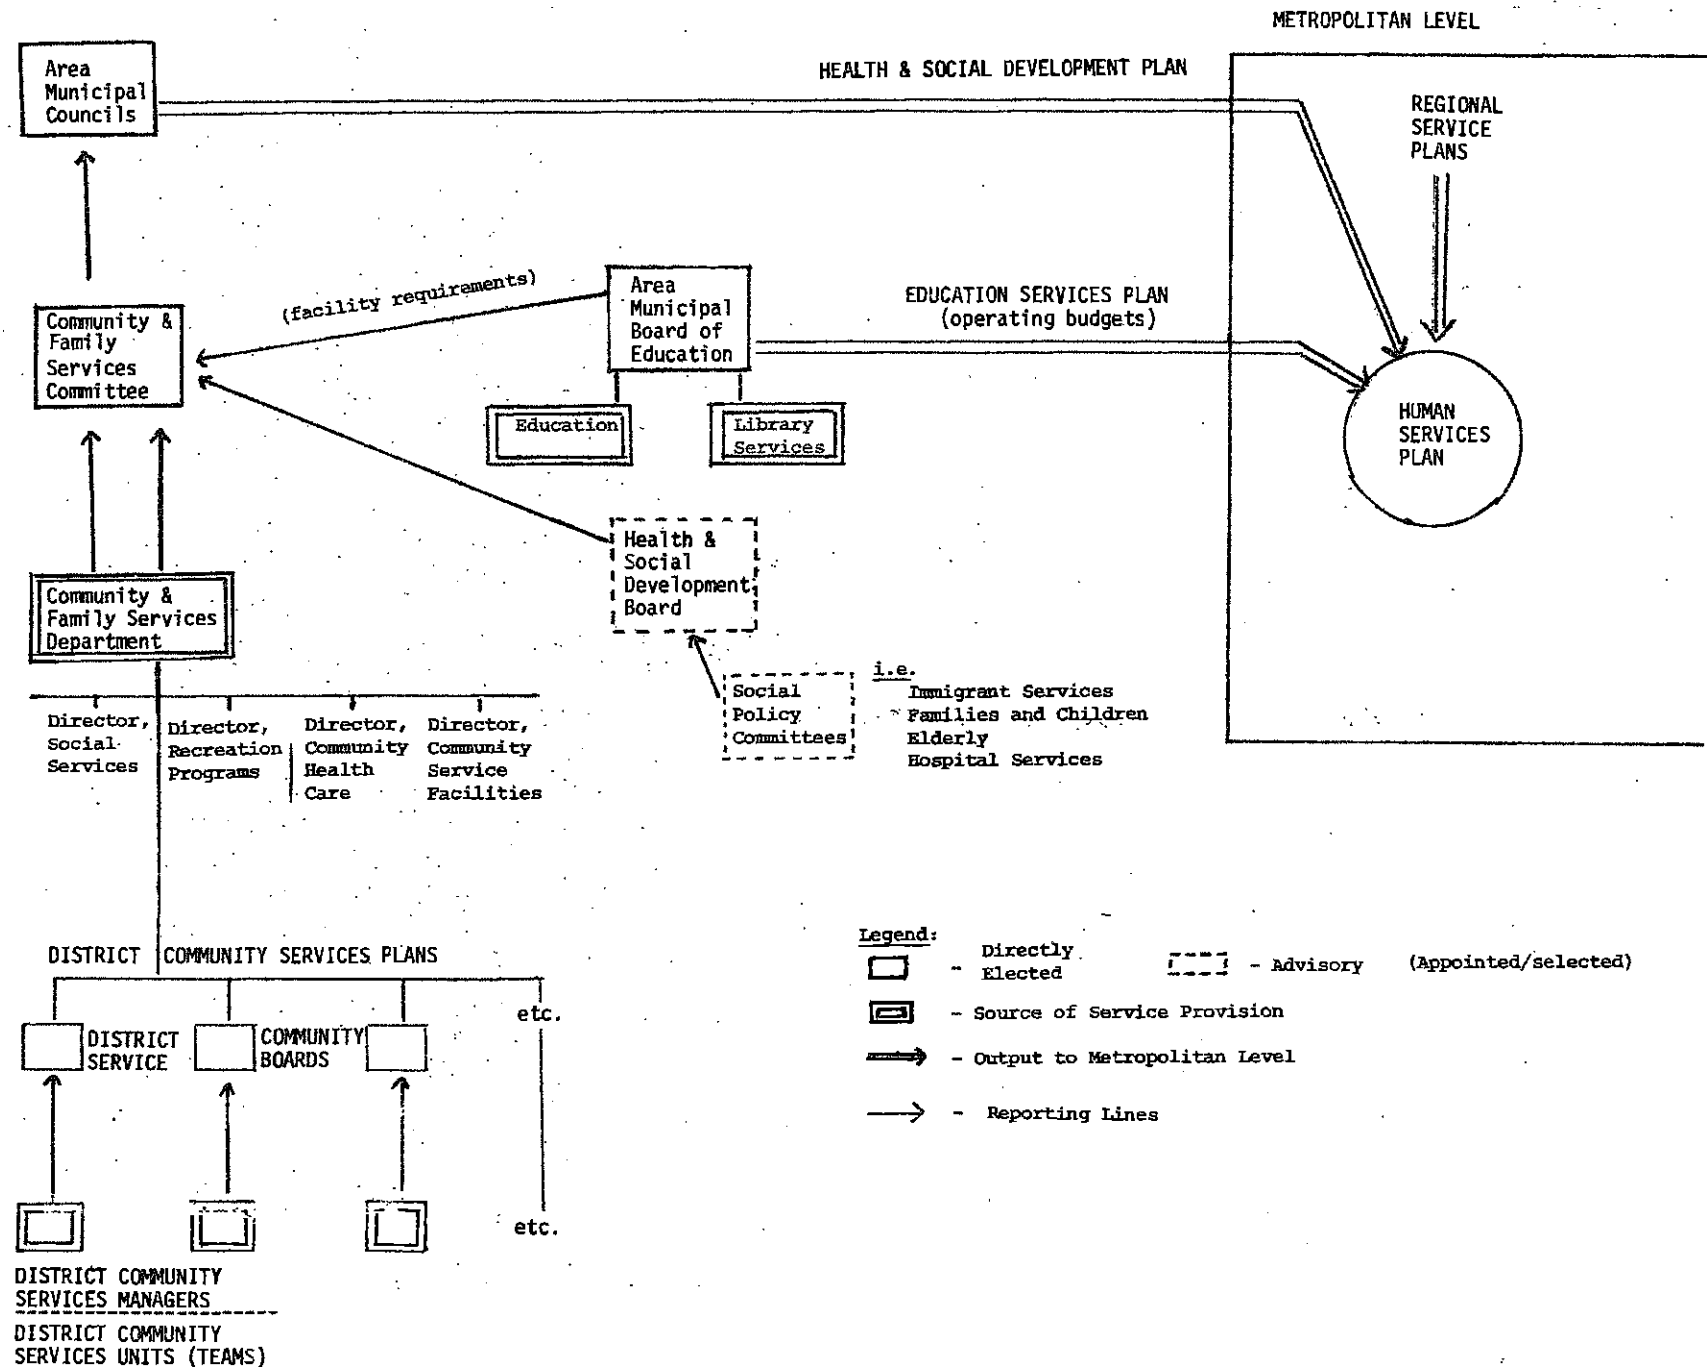 METROPOLITAN LEVEL
Area
Municipal
Councils
HEALTH & SOCIAL DEVELOPMENT PLAN
REGIONAL
SERVICE
PLANS
(facility requirements)
Area
Municipal
Board of
Education
EDUCATION SERVICES PLAN
(operating budgets)
Community &
Family
Services
Committee
Education
Library
Services
HUMAN
SERVICES
PLAN
Health &
Social
Development
Board
Community &
Family Services
Department
Social
Policy
Committees
i.e.
Immigrant Services
Families and Children
Elderly
Hospital Services
Director,
Social
Services
Director,
Recreation
Programs
Director,
Community
Health
Care
Director,
Community
Service
Facilities
DISTRICT COMMUNITY SERVICES PLANS
DISTRICT
SERVICE
COMMUNITY
BOARDS
etc.
etc.
DISTRICT COMMUNITY
SERVICES MANAGERS
DISTRICT COMMUNITY
SERVICES UNITS (TEAMS)
Legend:
- Directly
Elected
- Advisory (Appointed/selected)
- Source of Service Provision
- Output to Metropolitan Level
- Reporting Lines